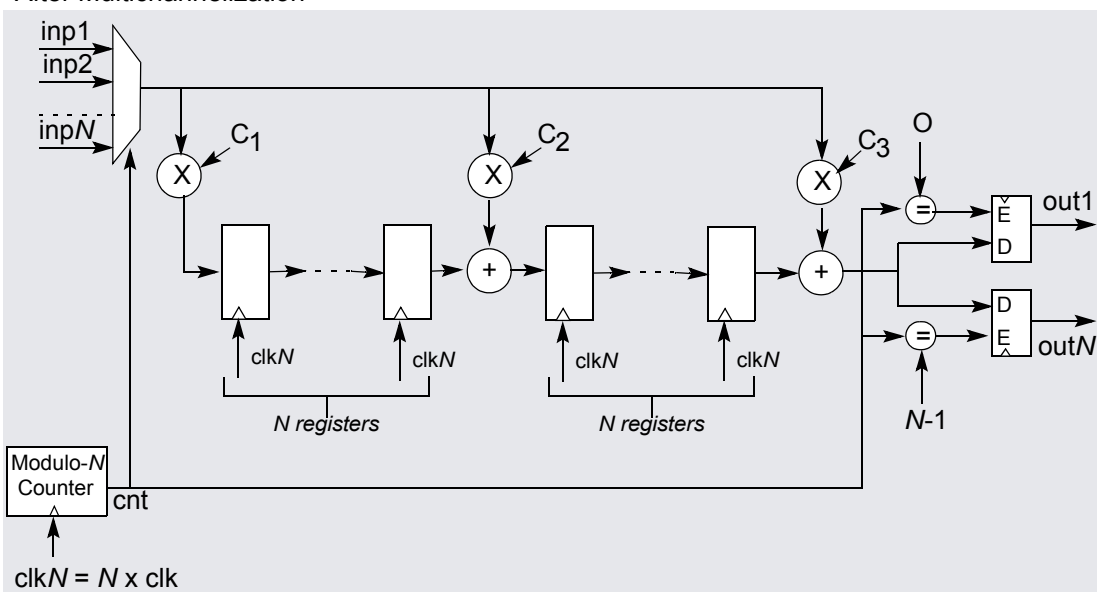 After Multichannelization
inp1
inp2
inpN
C1
C2
C3
O
X
X
X
=
E
D
out1
+
+
D
E
outN
=
clkN
clkN
clkN
clkN
N registers
N registers
N-1
Modulo-N
Counter
cnt
clkN = N x clk